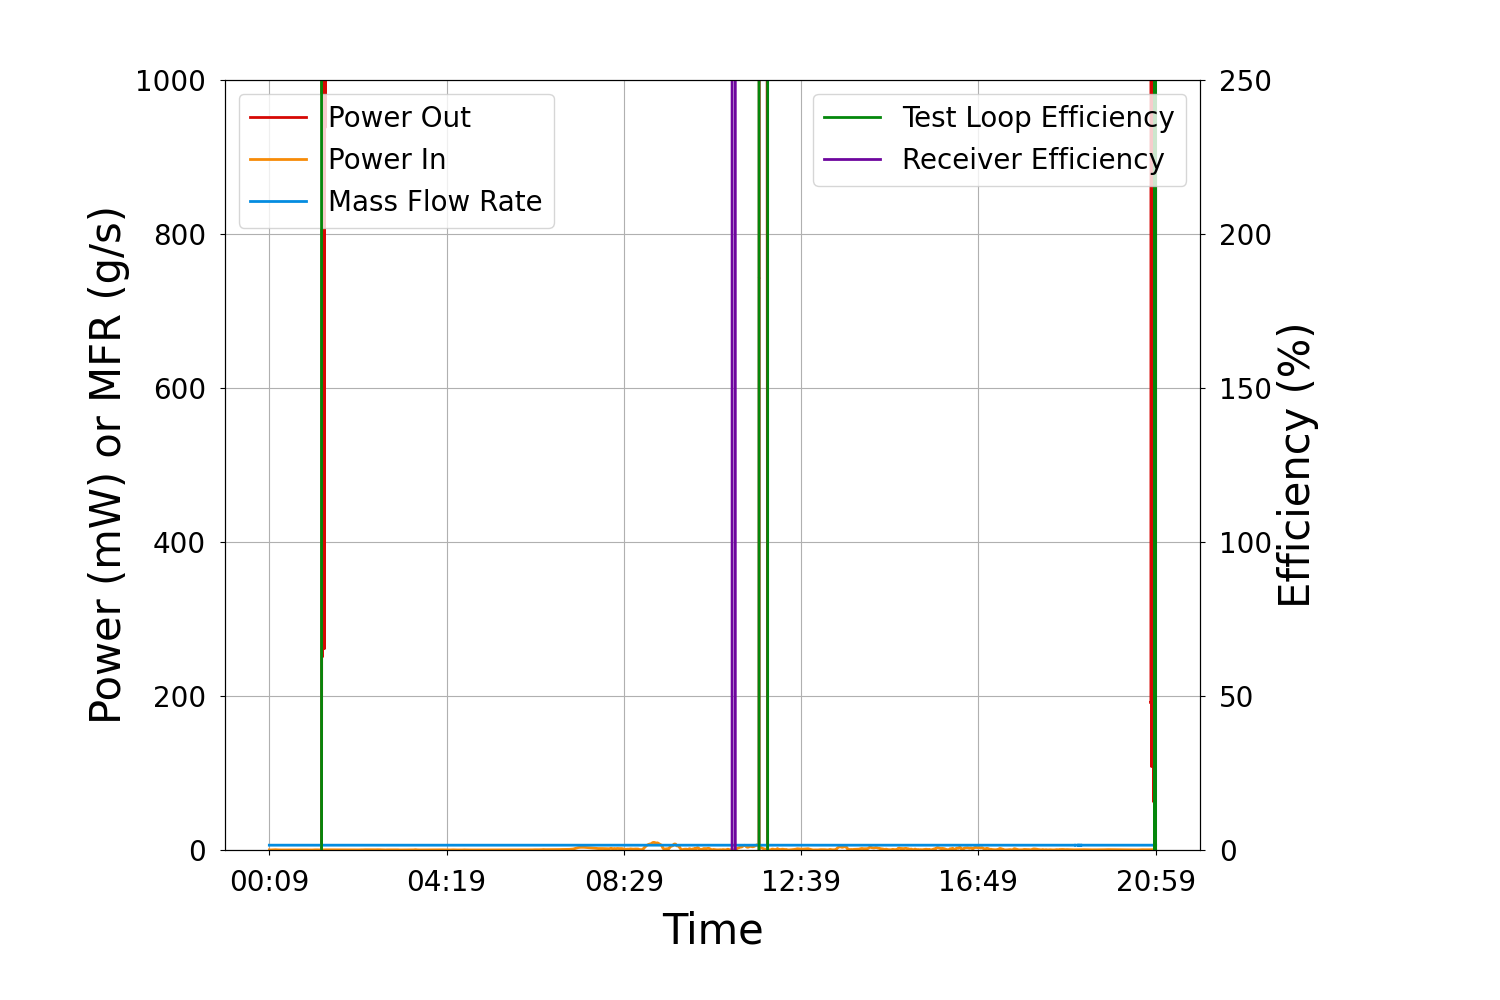 1000
800
600
400
200
0
Power (mW) or MFR (g/s)
Power Out
Power In
Mass Flow Rate
Test Loop Efficiency
Receiver Efficiency
250
200
150
100
50
0
Efficiency (%)
00:09 04:19 08:29 12:39 16:49 20:59
Time